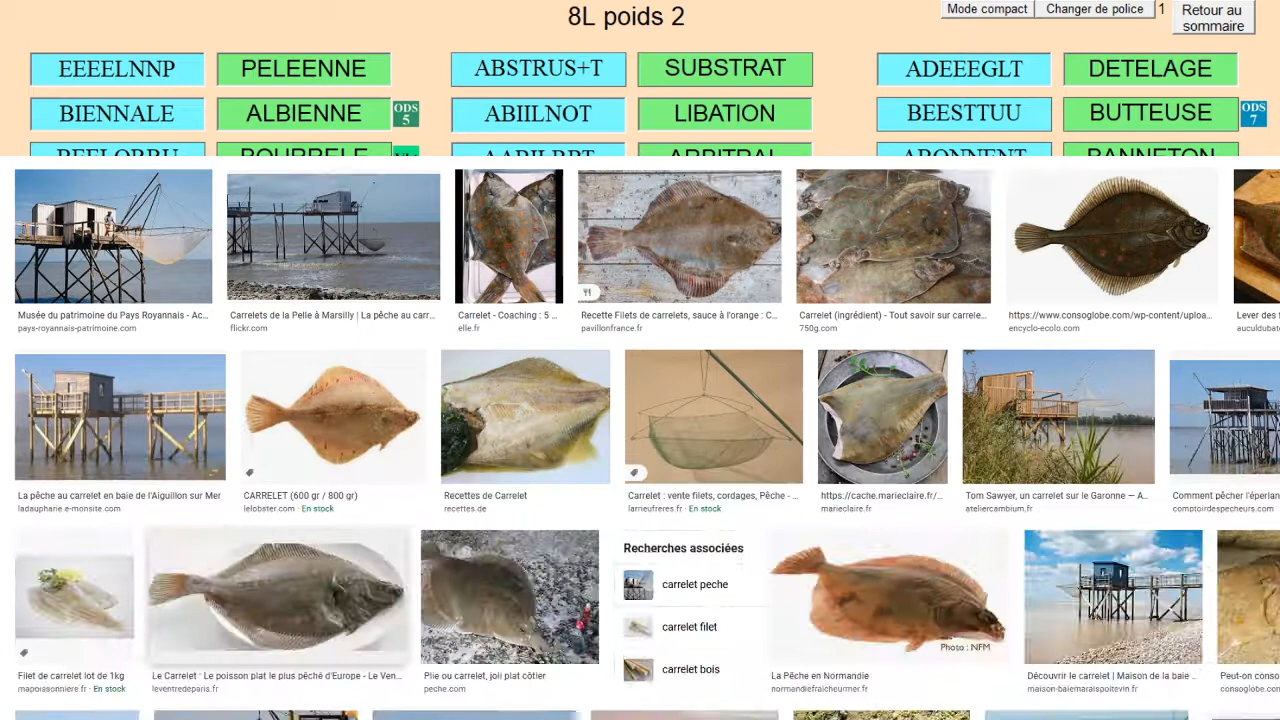 8L poids 2
Mode compact
Changer de police
1
Retour au
sommaire
EEEELNNP PELEENNE ABSTRUS+T SUBSTRAT ADEEEGLT DETELAGE
BIENNALE ALBIENNE ODS 5 ABIILNOT LIBATION BEESTTUU BUTTEUSE ODS 7
Musée du patrimoine du Pays Royannais - Ac...
pays-royannais-patrimoine.com
Carrelets de la Pelle à Marsilly | La pêche au carr...
flickr.com
Carrelet - Coaching : 5 ...
elle.fr
Recette Filets de carrelets, sauce à l'orange : C...
pavillonfrance.fr
Carrelet (ingrédient) - Tout savoir sur carrele...
750g.com
https://www.consoglobe.com/wp-content/uploa...
encyclo-ecolo.com
Lever des
auculdubat
La pêche au carrelet en baie de l'Aiguillon sur Mer
ladaupharie.e-monsite.com
CARRELET (600 gr / 800 gr)
lelobster.com · En stock
Recettes de Carrelet
recettes.de
Carrelet : vente filets, cordages, Pêche - ...
larrieufreres.fr · En stock
https://cache.marieclaire.fr/...
marieclaire.fr
Tom Sawyer, un carrelet sur le Garonne — A...
ateliercambium.fr
Comment pêcher l'éperlan
comptoirdespecheurs.com
Filet de carrelet lot de 1kg
mapoissonniere.fr · En stock
Le Carrelet : Le poisson plat le plus pêché d'Europe - Le Ven...
leventredeparis.fr
Plie ou carrelet, joli plat côtier
peche.com
Recherches associées
carrelet peche
carrelet filet
carrelet bois
Photo : NFM
La Pêche en Normandie
normandiefraicheurmer.fr
Découvrir le carrelet | Maison de la baie ...
maison-baiemaraispoitevin.fr
Peut-on conso
consoglobe.c